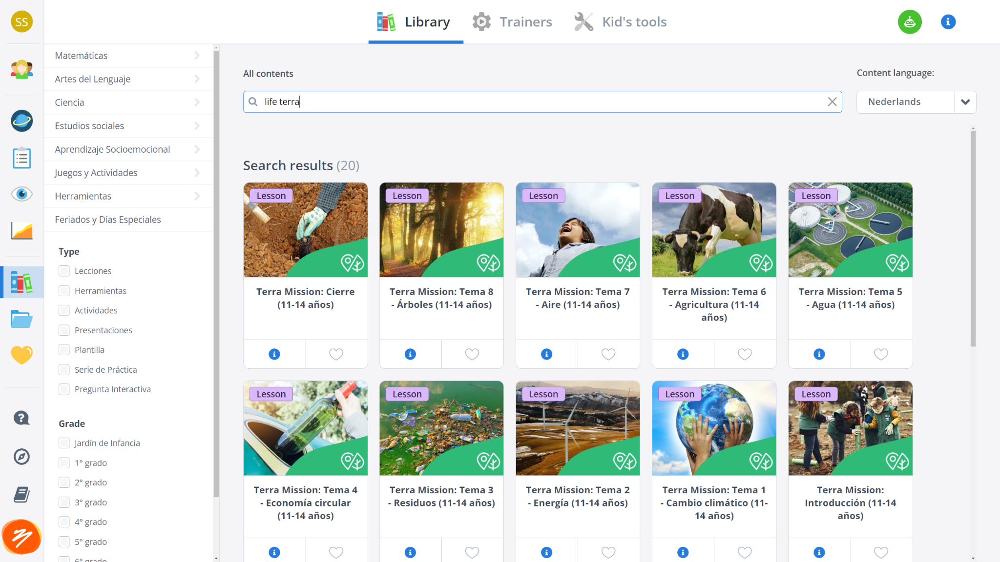 SS
Library
Trainers
Kid's tools
Matemáticas
Artes del Lenguaje
Ciencia
Estudios sociales
Aprendizaje Socioemocional
Juegos y Actividades
Herramientas
Feriados y Días Especiales
Type
Lecciones
Herramientas
Actividades
Presentaciones
Plantilla
Serie de Práctica
Pregunta Interactiva
Grade
Jardín de Infancia
1° grado
2° grado
3° grado
4° grado
5° grado
6° grado
All contents
Content language:
life terra
Nederlands
Search results (20)
Lesson
Lesson
Lesson
Lesson
Lesson
Terra Mission: Cierre
(11-14 años)
Terra Mission: Tema 8
- Árboles (11-14 años)
Terra Mission: Tema 7
- Aire (11-14 años)
Terra Mission: Tema 6
- Agricultura (11-14
años)
Terra Mission: Tema 5
- Agua (11-14 años)
Lesson
Lesson
Lesson
Lesson
Lesson
Terra Mission: Tema 4
- Economía circular
(11-14 años)
Terra Mission: Tema 3
- Residuos (11-14 años)
Terra Mission: Tema 2
- Energía (11-14 años)
Terra Mission: Tema 1
- Cambio climático (11-
14 años)
Terra Mission:
Introducción (11-14
años)